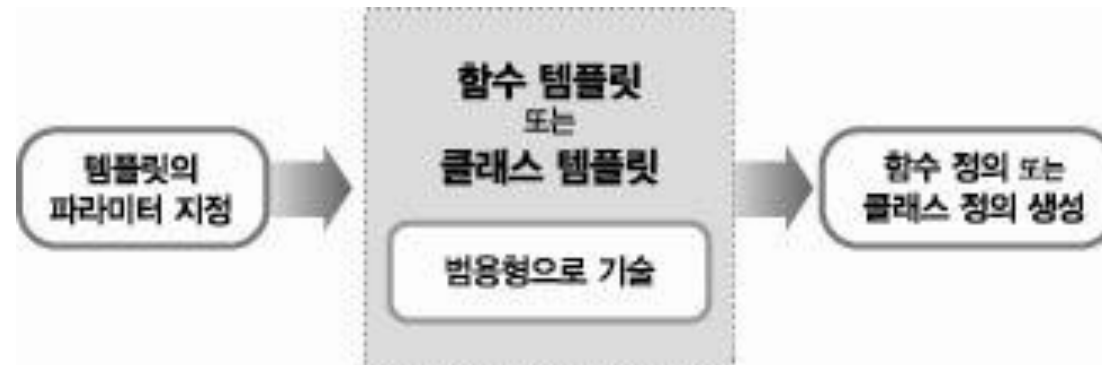 템플릿의
파라미터 지정
함수 템플릿
또는
클래스 템플릿
범용형으로 기술
함수 정의 또는
클래스 정의 생성